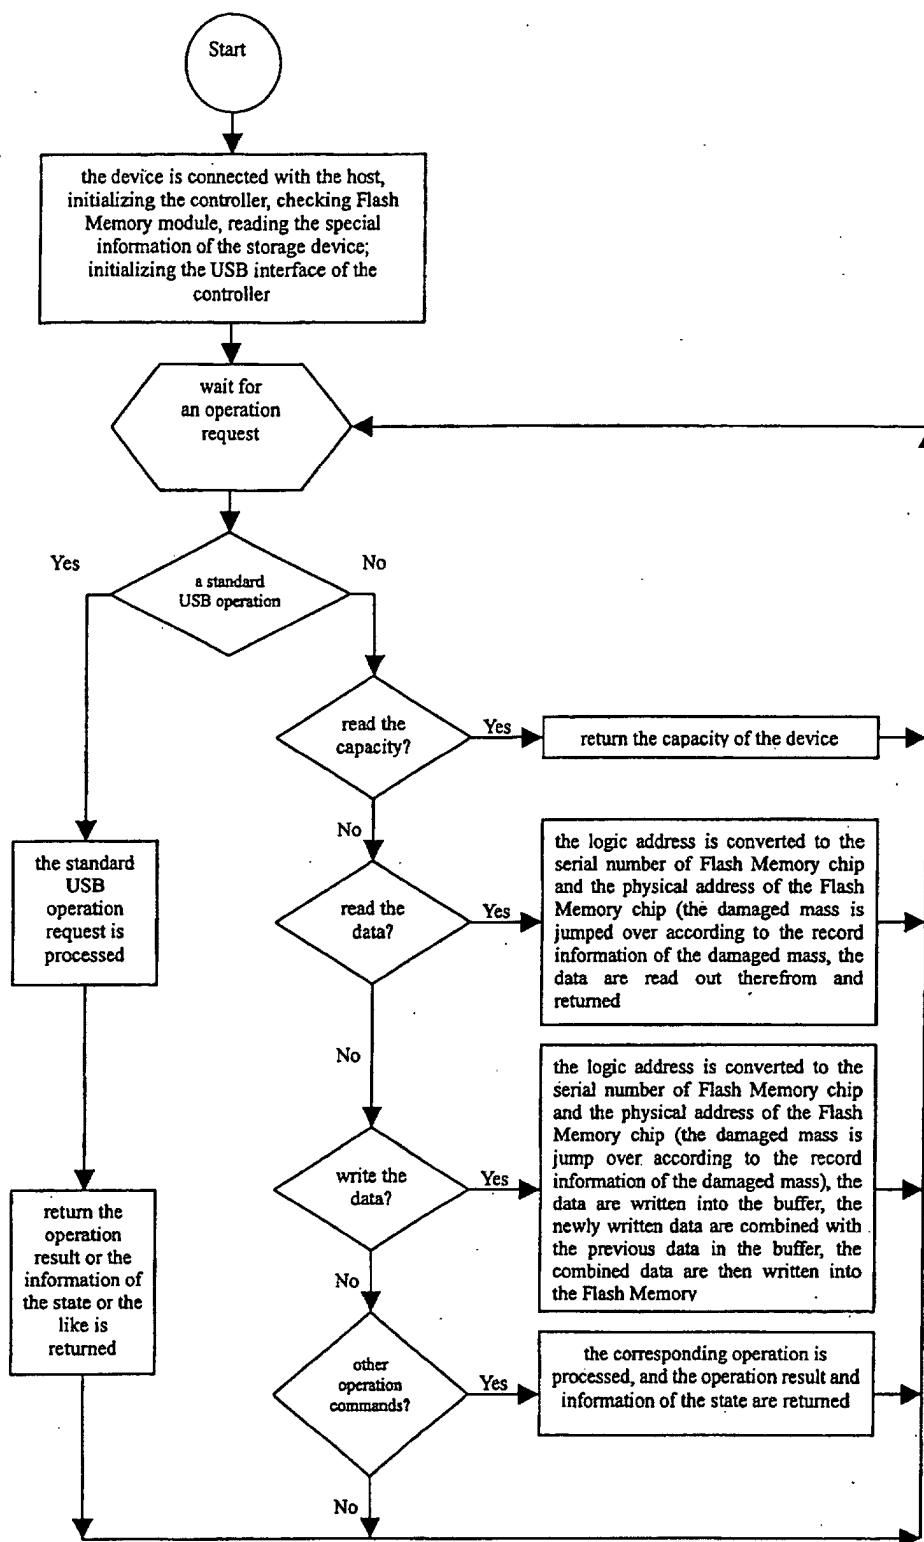 Start
the device is connected with the host,
initializing the controller, checking Flash
Memory module, reading the special
information of the storage device;
initializing the USB interface of the
controller
wait for
an operation
request
Yes
No
a standard
USB operation
read the
capacity?
Yes
return the capacity of the device
No
the standard
USB
operation
request is
processed
read the
data?
Yes
the logic address is converted to the
serial number of Flash Memory chip
and the physical address of the Flash
Memory chip (the damaged mass is
jumped over according to the record
information of the damaged mass, the
data are read out therefrom and
returned
No
write the
data?
Yes
the logic address is converted to the
serial number of Flash Memory chip
and the physical address of the Flash
Memory chip (the damaged mass is
jump over according to the record
information of the damaged mass), the
data are written into the buffer, the
newly written data are combined with
the previous data in the buffer, the
combined data are then written into
the Flash Memory
return the
operation
result or the
information of
the state or the
like is
returned
No
other
operation
commands?
Yes
the corresponding operation is
processed, and the operation result and
information of the state are returned
No